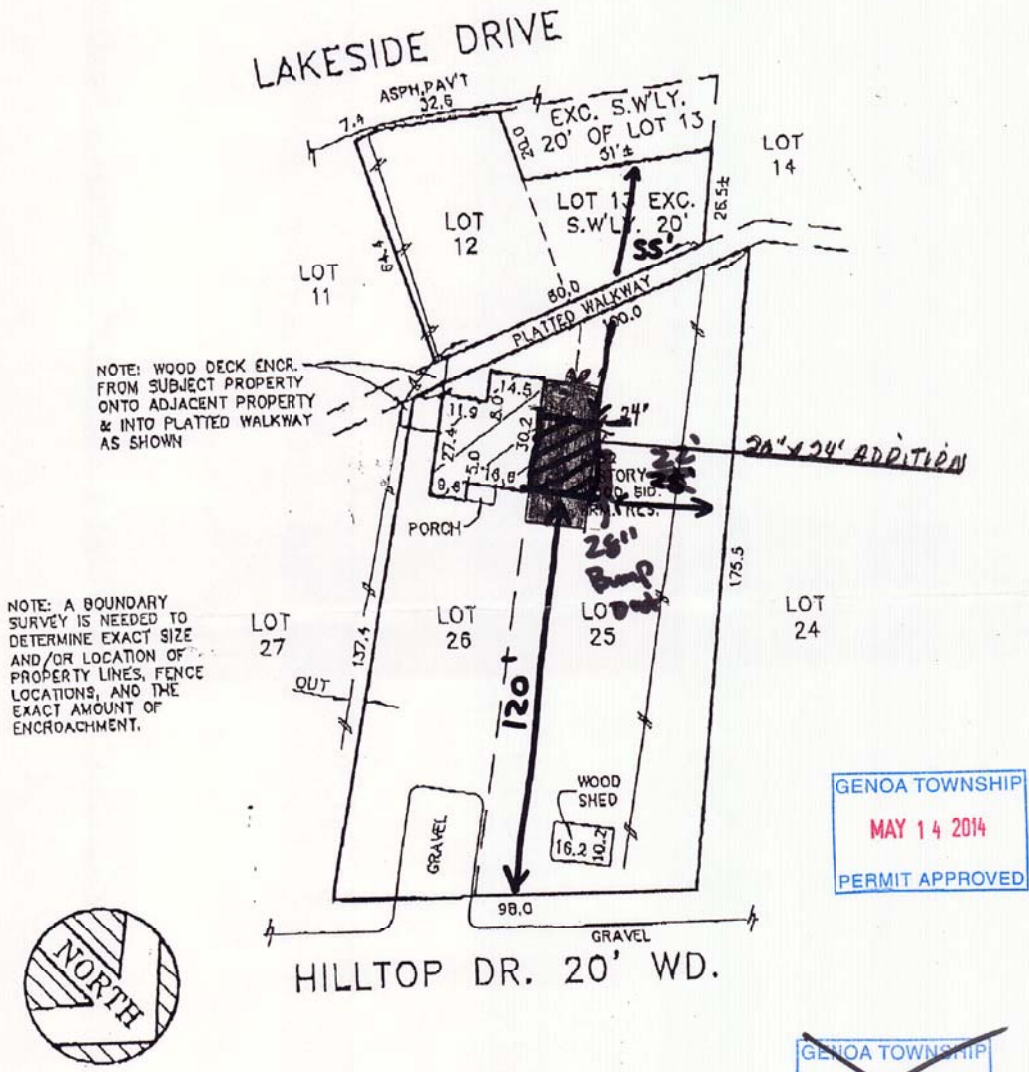 LAKESIDE DRIVE
ASPH.PAV'T
7.4
32.6
EXC. S.W'LY.
20' OF LOT 13
20.0
51'±
LOT
14
LOT 13 EXC.
S.W'LY. 20'
26.5±
55'
LOT
12
LOT
11
64.4
80.0
PLATTED WALKWAY
100.0
NOTE: WOOD DECK ENCR.
FROM SUBJECT PROPERTY
ONTO ADJACENT PROPERTY
& INTO PLATTED WALKWAY
AS SHOWN
14.5
11.9
8.0
27.4
30.2
24"
5.0
16.6
9.6
STORY
SID.
RES.
ADDITION
PORCH
28"
Bump
175.5
NOTE: A BOUNDARY
SURVEY IS NEEDED TO
DETERMINE EXACT SIZE
AND/OR LOCATION OF
PROPERTY LINES, FENCE
LOCATIONS, AND THE
EXACT AMOUNT OF
ENCROACHMENT.
LOT
27
LOT
26
25
LOT
24
137.4
OUT
120'
WOOD
SHED
16.2
10.2
GRAVEL
98.0
GRAVEL
HILLTOP DR. 20' WD.
NORTH
GENOA TOWNSHIP
MAY 14 2014
PERMIT APPROVED
GENOA TOWNSHIP